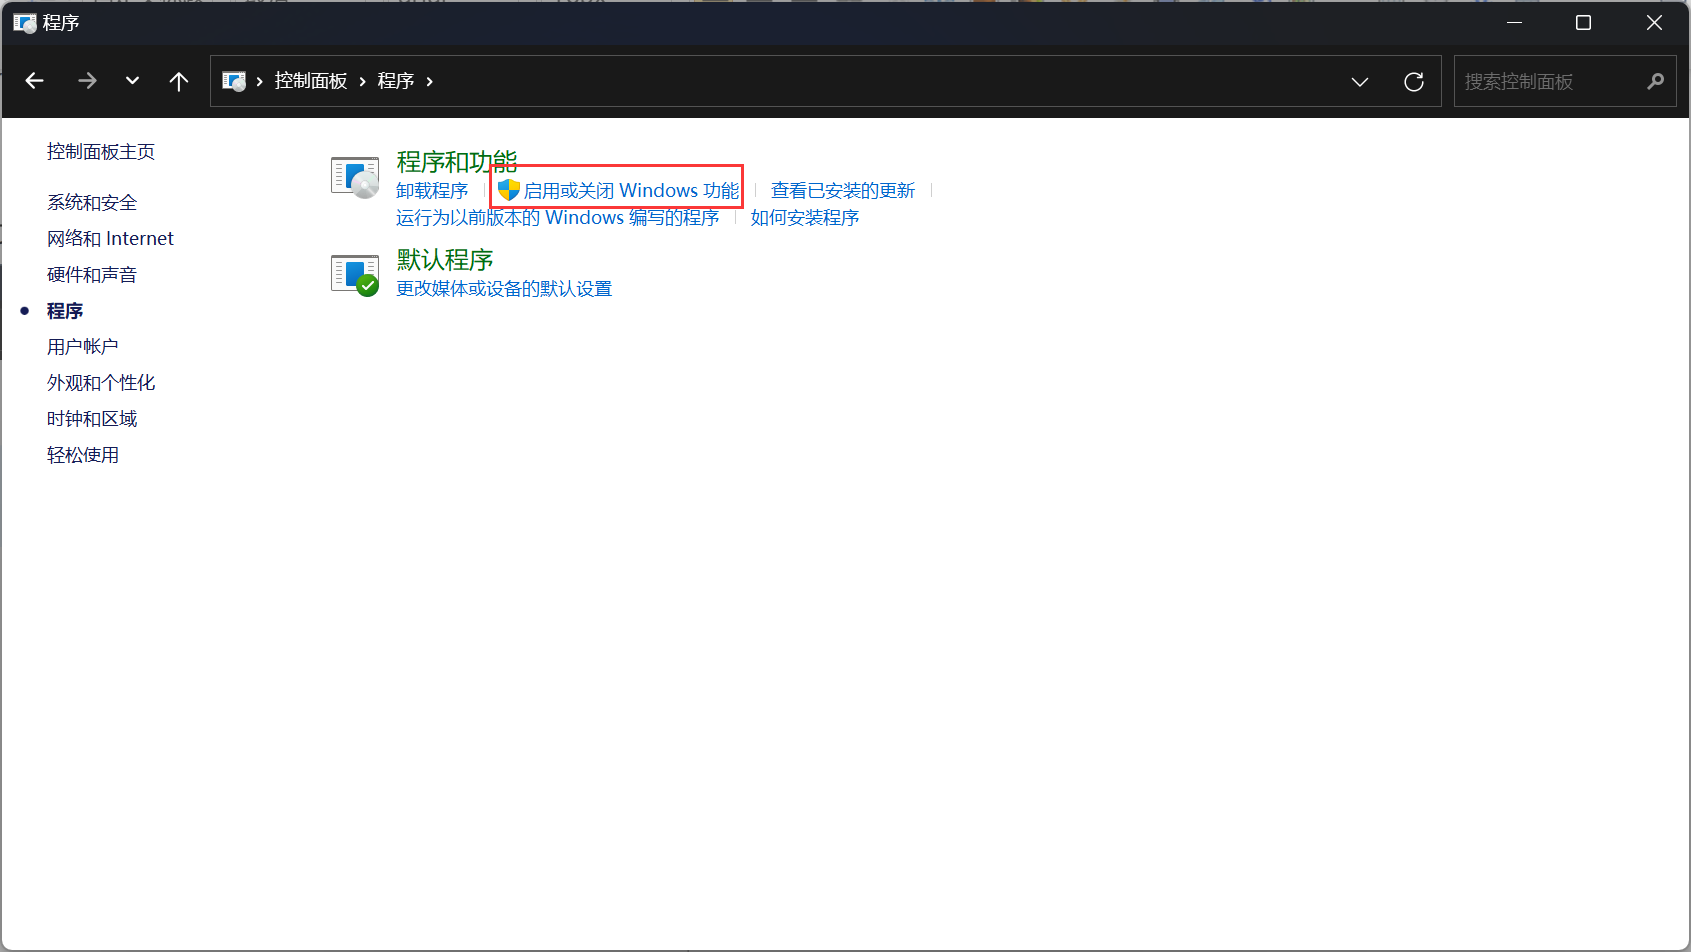 程序
控制面板 › 程序 ›
搜索控制面板
控制面板主页
系统和安全
网络和 Internet
硬件和声音
• 程序
用户帐户
外观和个性化
时钟和区域
轻松使用
程序和功能
卸载程序 | 启用或关闭 Windows 功能 | 查看已安装的更新 |
运行为以前版本的 Windows 编写的程序 | 如何安装程序
默认程序
更改媒体或设备的默认设置